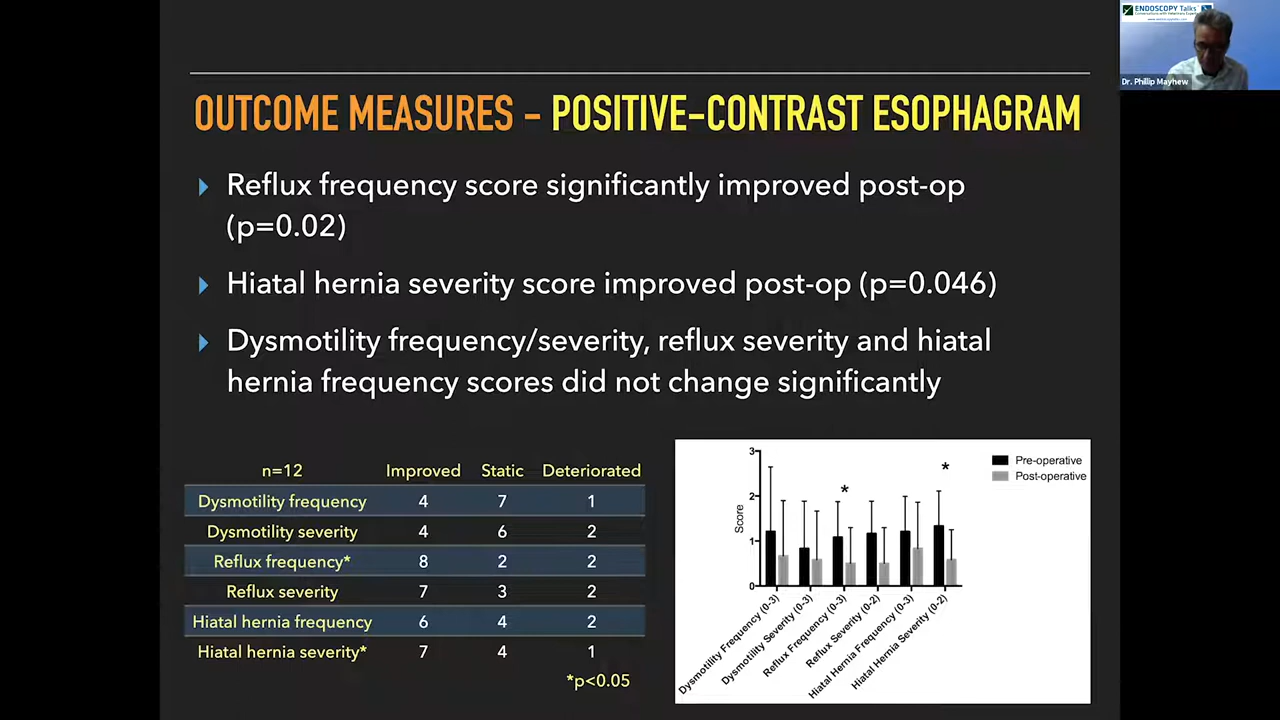 ENDOSCOPY Talks
Dr. Phillip Mayhew
OUTCOME MEASURES - POSITIVE-CONTRAST ESOPHAGRAM
Reflux frequency score significantly improved post-op
(p=0.02)
Hiatal hernia severity score improved post-op (p=0.046)
Dysmotility frequency/severity, reflux severity and hiatal
hernia frequency scores did not change significantly
n=12 Improved Static Deteriorated
Dysmotility frequency 4 7 1
Dysmotility severity 4 6 2
Reflux frequency* 8 2 2
Reflux severity 7 3 2
Hiatal hernia frequency 6 4 2
Hiatal hernia severity* 7 4 1
*p<0.05
3
2
1
0
Score
* *
Pre-operative
Post-operative
Dysmotility Frequency (0-3)
Dysmotility Severity (0-3)
Reflux Frequency (0-3)
Reflux Severity (0-2)
Hiatal Hernia Frequency (0-3)
Hiatal Hernia Severity (0-2)